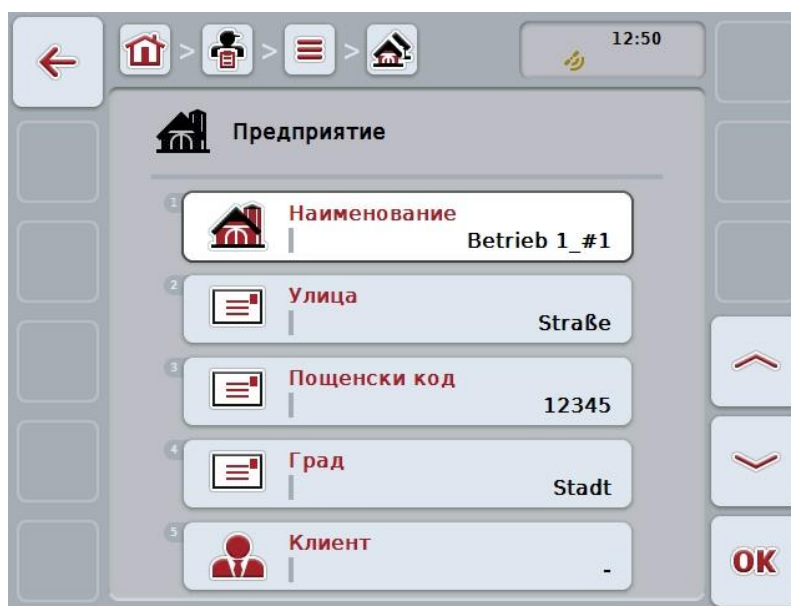 12:50
Предприятие
1
Наименование
Betrieb 1_#1
2
Улица
Straße
3
Пощенски код
12345
4
Град
Stadt
5
Клиент
-
OK